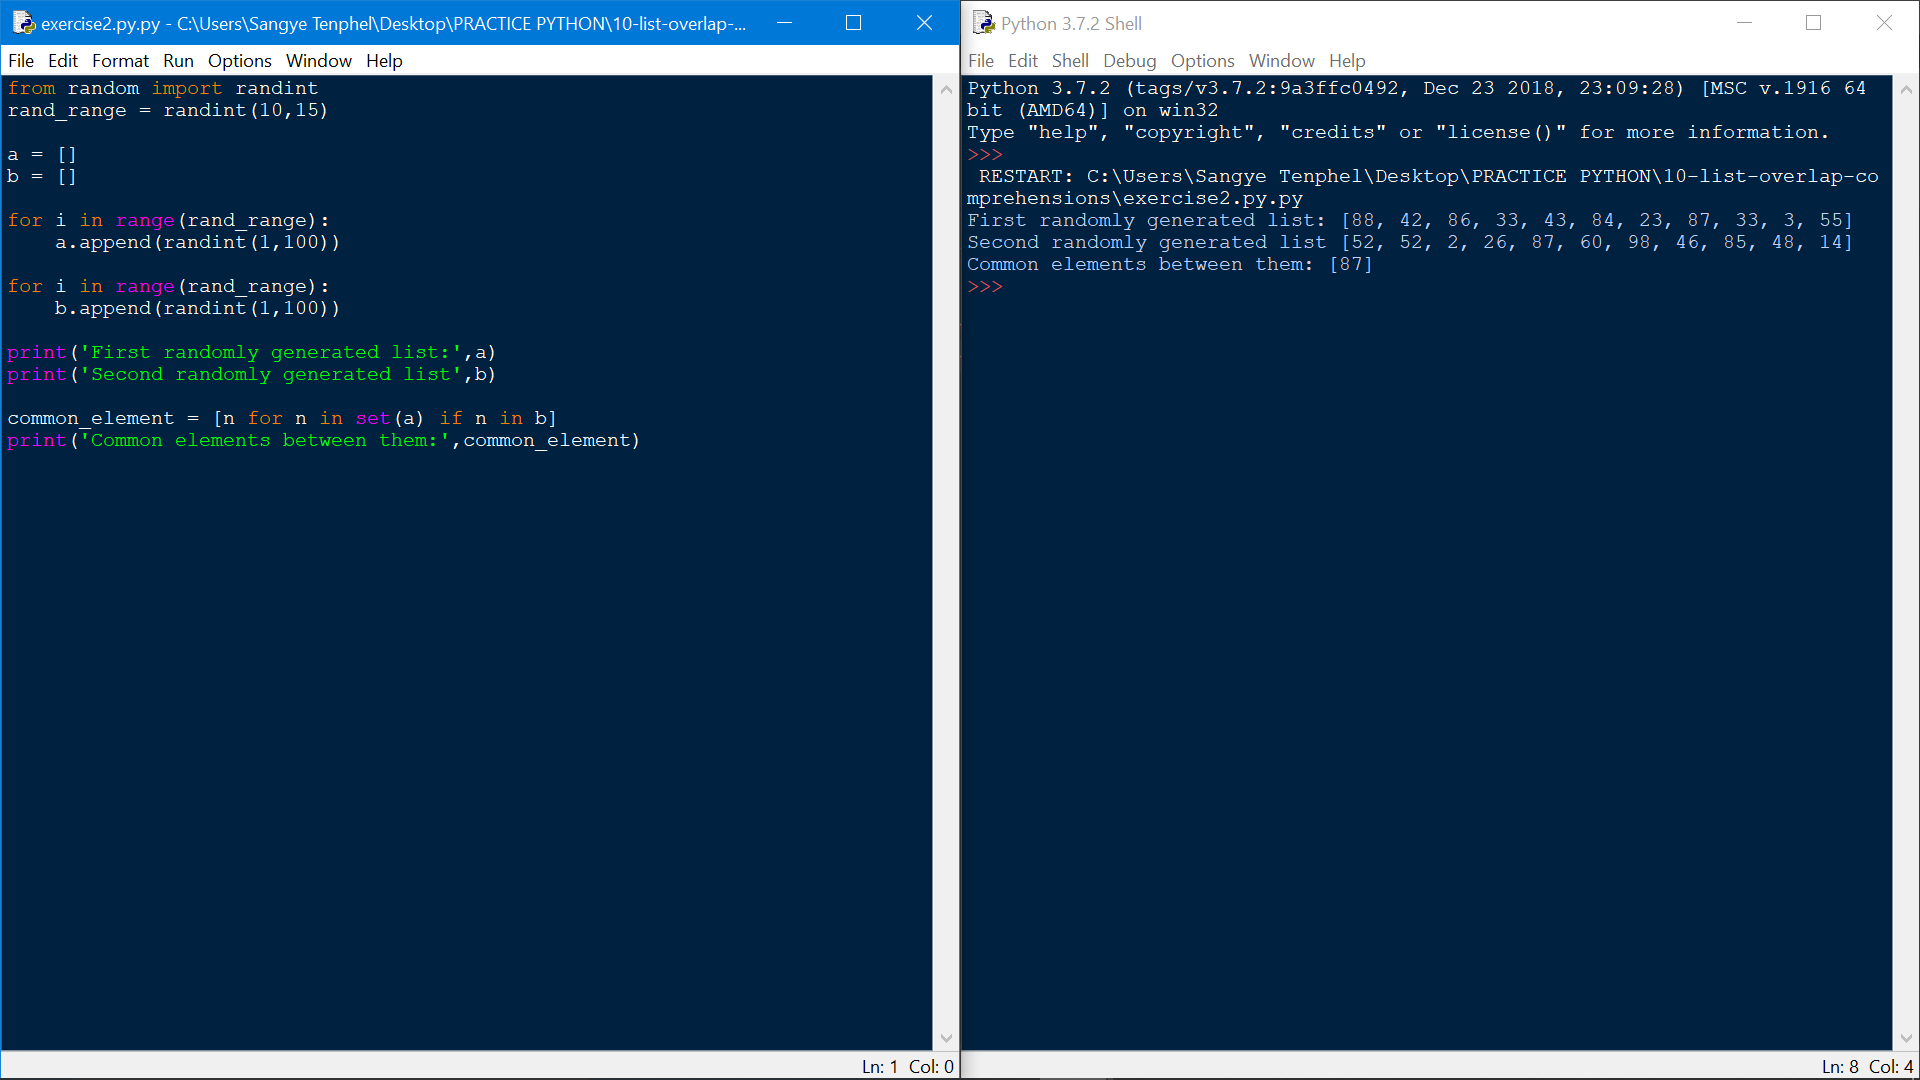 exercise2.py.py - C:\Users\Sangye Tenphel\Desktop\PRACTICE PYTHON\10-list-overlap-...
File Edit Format Run Options Window Help
from random import randint
rand_range = randint(10,15)
a = []
b = []
for i in range(rand_range):
    a.append(randint(1,100))
for i in range(rand_range):
    b.append(randint(1,100))
print('First randomly generated list:',a)
print('Second randomly generated list',b)
common_element = [n for n in set(a) if n in b]
print('Common elements between them:',common_element)
Ln: 1 Col: 0
Python 3.7.2 Shell
File Edit Shell Debug Options Window Help
Python 3.7.2 (tags/v3.7.2:9a3ffc0492, Dec 23 2018, 23:09:28) [MSC v.1916 64
bit (AMD64)] on win32
Type "help", "copyright", "credits" or "license()" for more information.
>>>
 RESTART: C:\Users\Sangye Tenphel\Desktop\PRACTICE PYTHON\10-list-overlap-co
mprehensions\exercise2.py.py
First randomly generated list: [88, 42, 86, 33, 43, 84, 23, 87, 33, 3, 55]
Second randomly generated list [52, 52, 2, 26, 87, 60, 98, 46, 85, 48, 14]
Common elements between them: [87]
>>>
Ln: 8 Col: 4